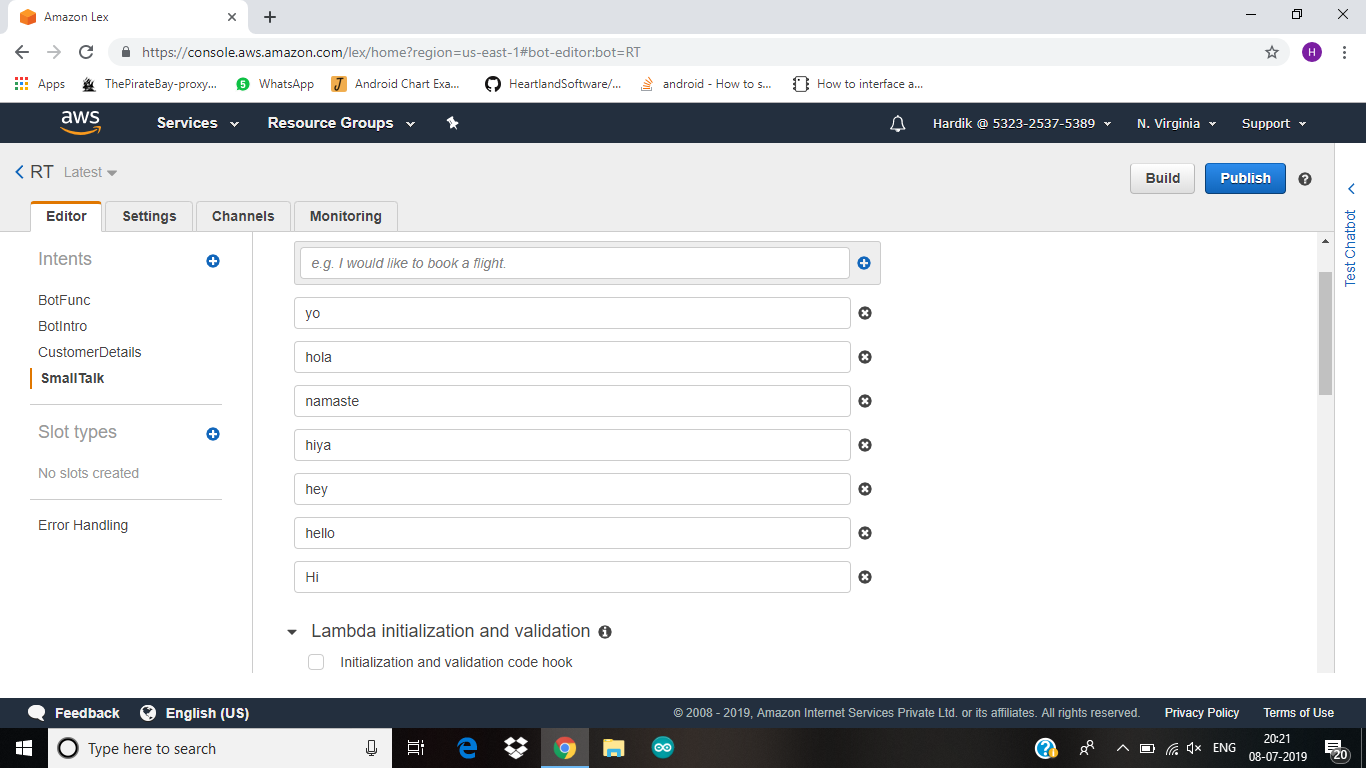 Amazon Lex
https://console.aws.amazon.com/lex/home?region=us-east-1#bot-editor:bot=RT
H
Apps ThePirateBay-proxy... WhatsApp Android Chart Exa... HeartlandSoftware/... android - How to s... How to interface a...
aws Services Resource Groups Hardik @ 5323-2537-5389 N. Virginia Support
RT Latest Build Publish
Editor Settings Channels Monitoring
Test Chatbot
Intents
BotFunc
BotIntro
CustomerDetails
SmallTalk
Slot types
No slots created
Error Handling
e.g. I would like to book a flight.
yo
hola
namaste
hiya
hey
hello
Hi
Lambda initialization and validation
Initialization and validation code hook
Feedback English (US) © 2008 - 2019, Amazon Internet Services Private Ltd. or its affiliates. All rights reserved. Privacy Policy Terms of Use
Type here to search
ENG
20:21
08-07-2019
20